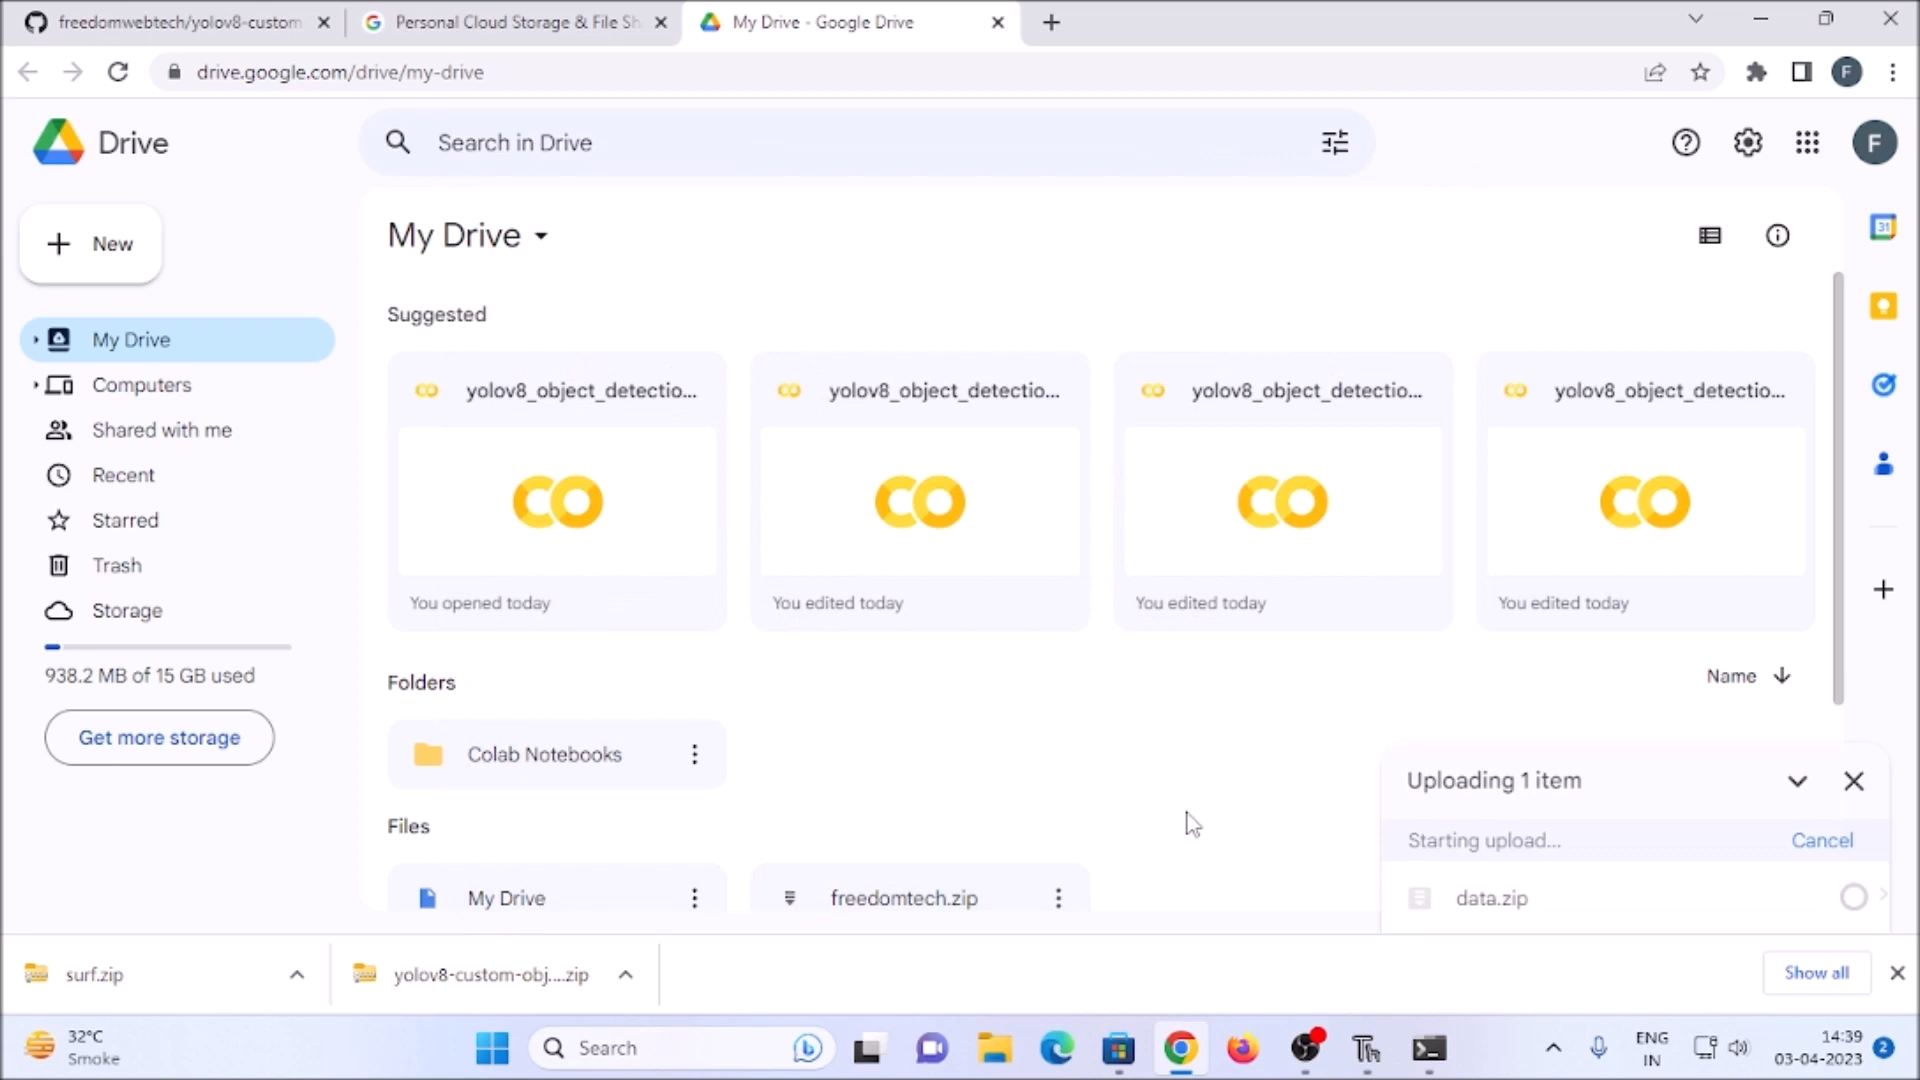 freedomwebtech/yolov8-custom
Personal Cloud Storage & File Sh
My Drive - Google Drive
drive.google.com/drive/my-drive
F
Drive
Search in Drive
F
New
My Drive
31
Suggested
My Drive
Computers
Shared with me
Recent
Starred
Trash
Storage
938.2 MB of 15 GB used
Get more storage
yolov8_object_detectio...
yolov8_object_detectio...
yolov8_object_detectio...
yolov8_object_detectio...
You opened today
You edited today
You edited today
You edited today
Folders
Name
Colab Notebooks
Files
My Drive
freedomtech.zip
Uploading 1 item
Starting upload...
Cancel
data.zip
surf.zip
yolov8-custom-obj....zip
Show all
32°C
Smoke
Search
ENG
IN
14:39
03-04-2023
2